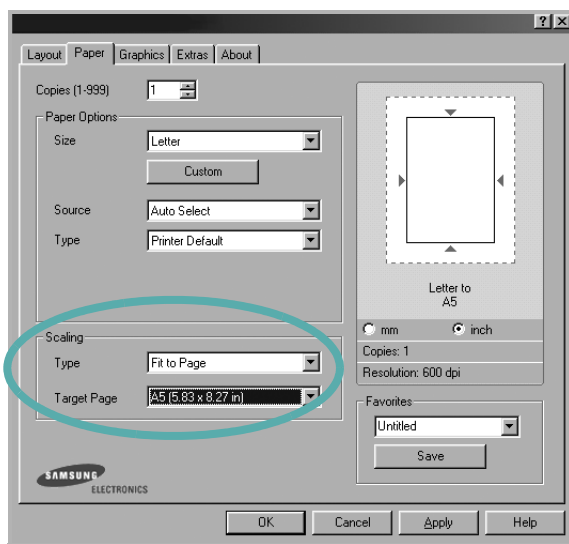 ? x
Layout Paper Graphics Extras About
Copies (1-999) 1
Paper Options
Size Letter
Custom
Source Auto Select
Type Printer Default
Letter to
A5
mm inch
Copies: 1
Resolution: 600 dpi
Scaling
Type Fit to Page
Target Page A5 (5.83 x 8.27 in)
Favorites
Untitled
Save
SAMSUNG
ELECTRONICS
OK Cancel Apply Help